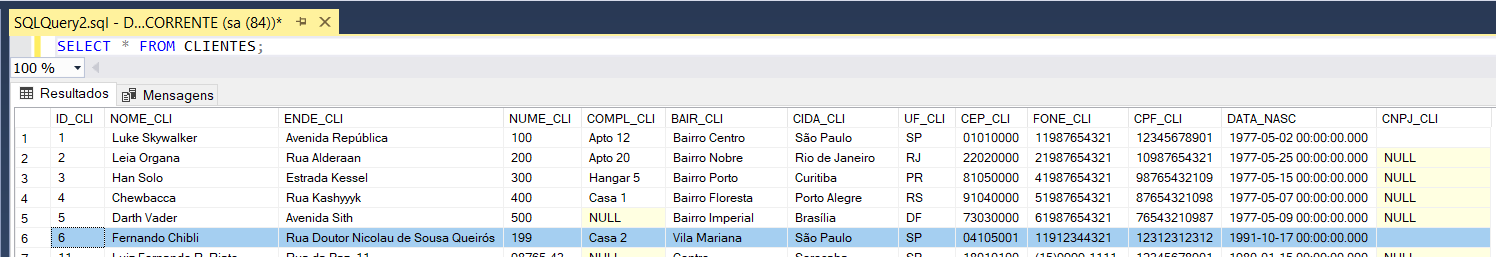 SQLQuery2.sql - D...CORRENTE (sa (84))*
SELECT * FROM CLIENTES;
100 %
Resultados Mensagens
ID_CLI NOME_CLI ENDE_CLI NUME_CLI COMPL_CLI BAIR_CLI CIDA_CLI UF_CLI CEP_CLI FONE_CLI CPF_CLI DATA_NASC CNPJ_CLI
1 1 Luke Skywalker Avenida República 100 Apto 12 Bairro Centro São Paulo SP 01010000 11987654321 12345678901 1977-05-02 00:00:00.000
2 2 Leia Organa Rua Alderaan 200 Apto 20 Bairro Nobre Rio de Janeiro RJ 22020000 21987654321 10987654321 1977-05-25 00:00:00.000 NULL
3 3 Han Solo Estrada Kessel 300 Hangar 5 Bairro Porto Curitiba PR 81050000 41987654321 98765432109 1977-05-15 00:00:00.000 NULL
4 4 Chewbacca Rua Kashyyyk 400 Casa 1 Bairro Floresta Porto Alegre RS 91040000 51987654321 87654321098 1977-05-07 00:00:00.000 NULL
5 5 Darth Vader Avenida Sith 500 NULL Bairro Imperial Brasília DF 73030000 61987654321 76543210987 1977-05-09 00:00:00.000 NULL
6 6 Fernando Chibli Rua Doutor Nicolau de Sousa Queirós 199 Casa 2 Vila Mariana São Paulo SP 04105001 11912344321 12312312312 1991-10-17 00:00:00.000